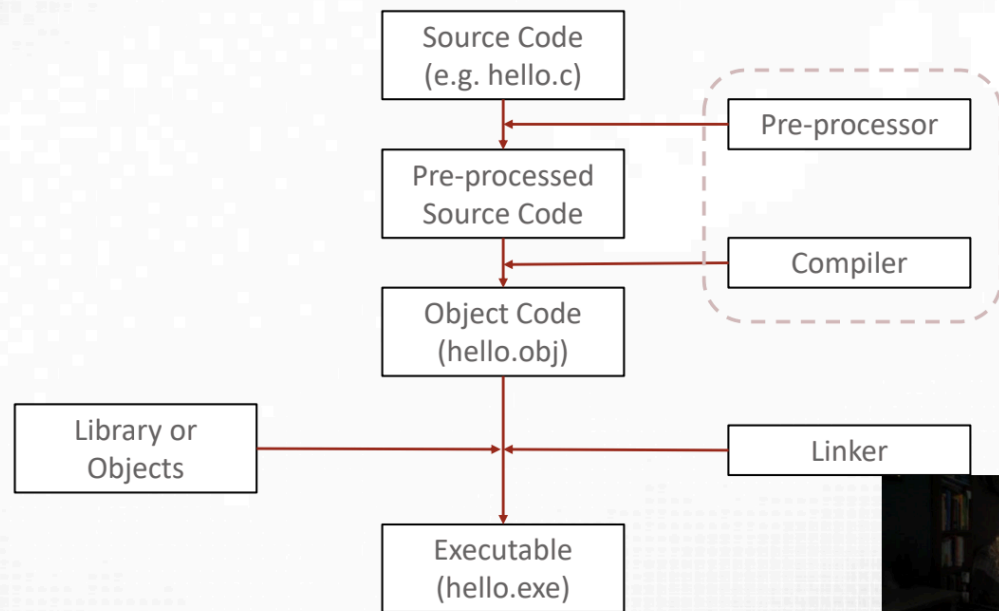 Source Code
(e.g. hello.c)
Pre-processor
Pre-processed
Source Code
Compiler
Object Code
(hello.obj)
Library or
Objects
Linker
Executable
(hello.exe)